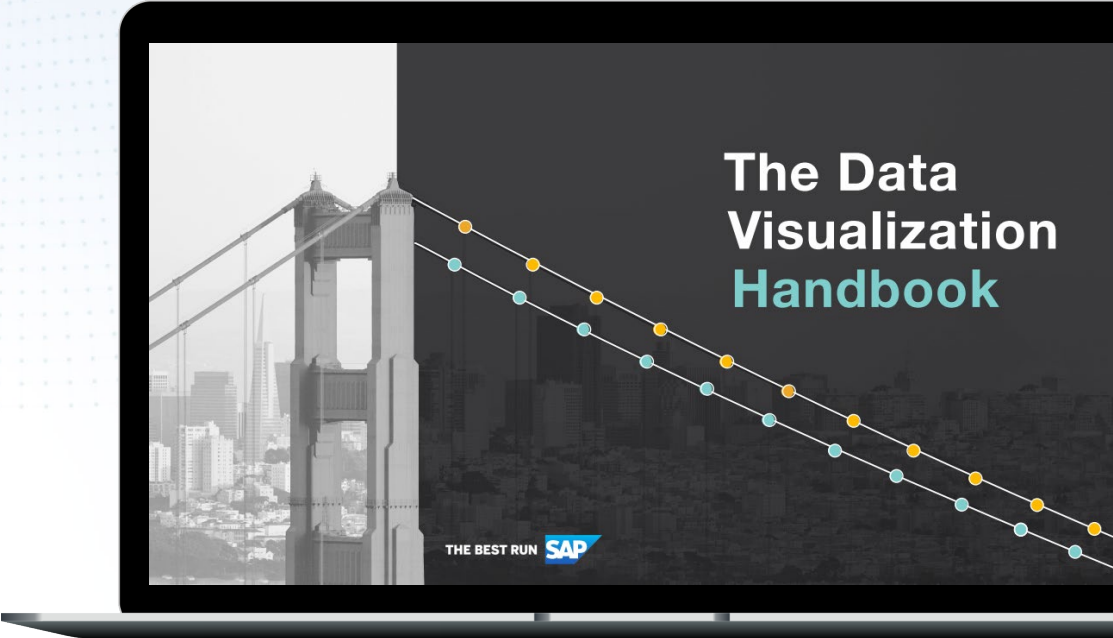 The Data
Visualization
Handbook
THE BEST RUN SAP